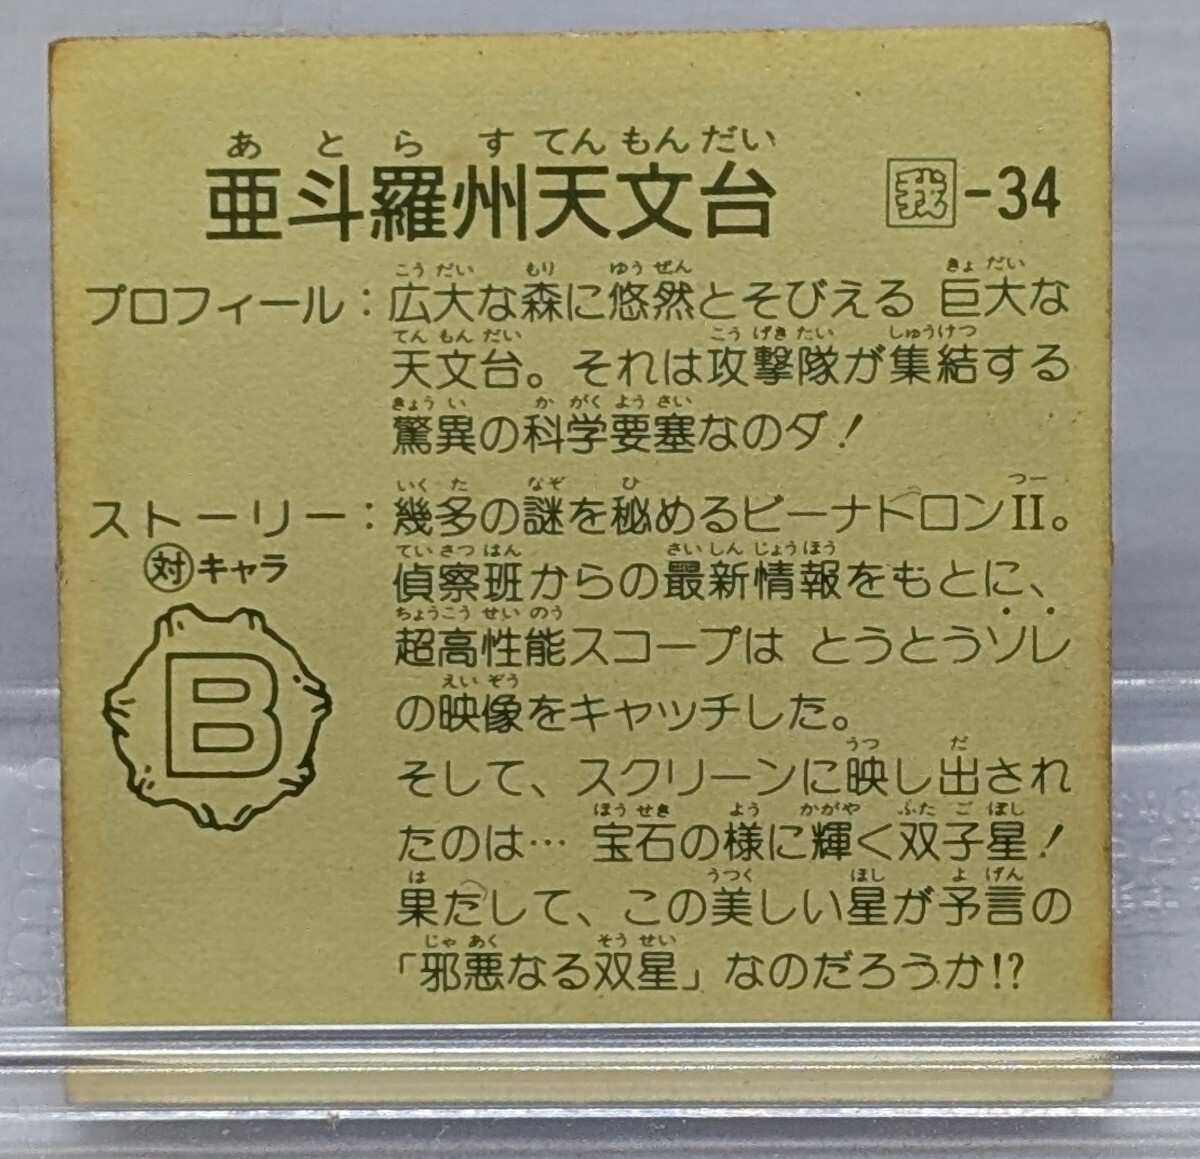 あとらすてんもんだい
亜斗羅州天文台 我-34
こうだい もり ゆうぜん きょだい
プロフィール：広大な森に悠然とそびえる 巨大な
てんもんだい こうげきたい しゅうけつ
天文台。それは攻撃隊が集結する
きょうい かがくようさい
驚異の科学要塞なのダ！
いくた なぞ ひ つー
ストーリー：幾多の謎を秘めるビーナドロンII。
ていさつはん さいしんじょうほう
対キャラ
偵察班からの最新情報をもとに、
ちょうこうせいのう
超高性能スコープは とうとうソレ
えいぞう
の映像をキャッチした。
B
うつ だ
そして、スクリーンに映し出され
ほうせき よう かがや ふたごぼし
たのは… 宝石の様に輝く双子星！
は うつく ほし よげん
果たして、この美しい星が予言の
じゃあく そうせい
「邪悪なる双星」なのだろうか!?